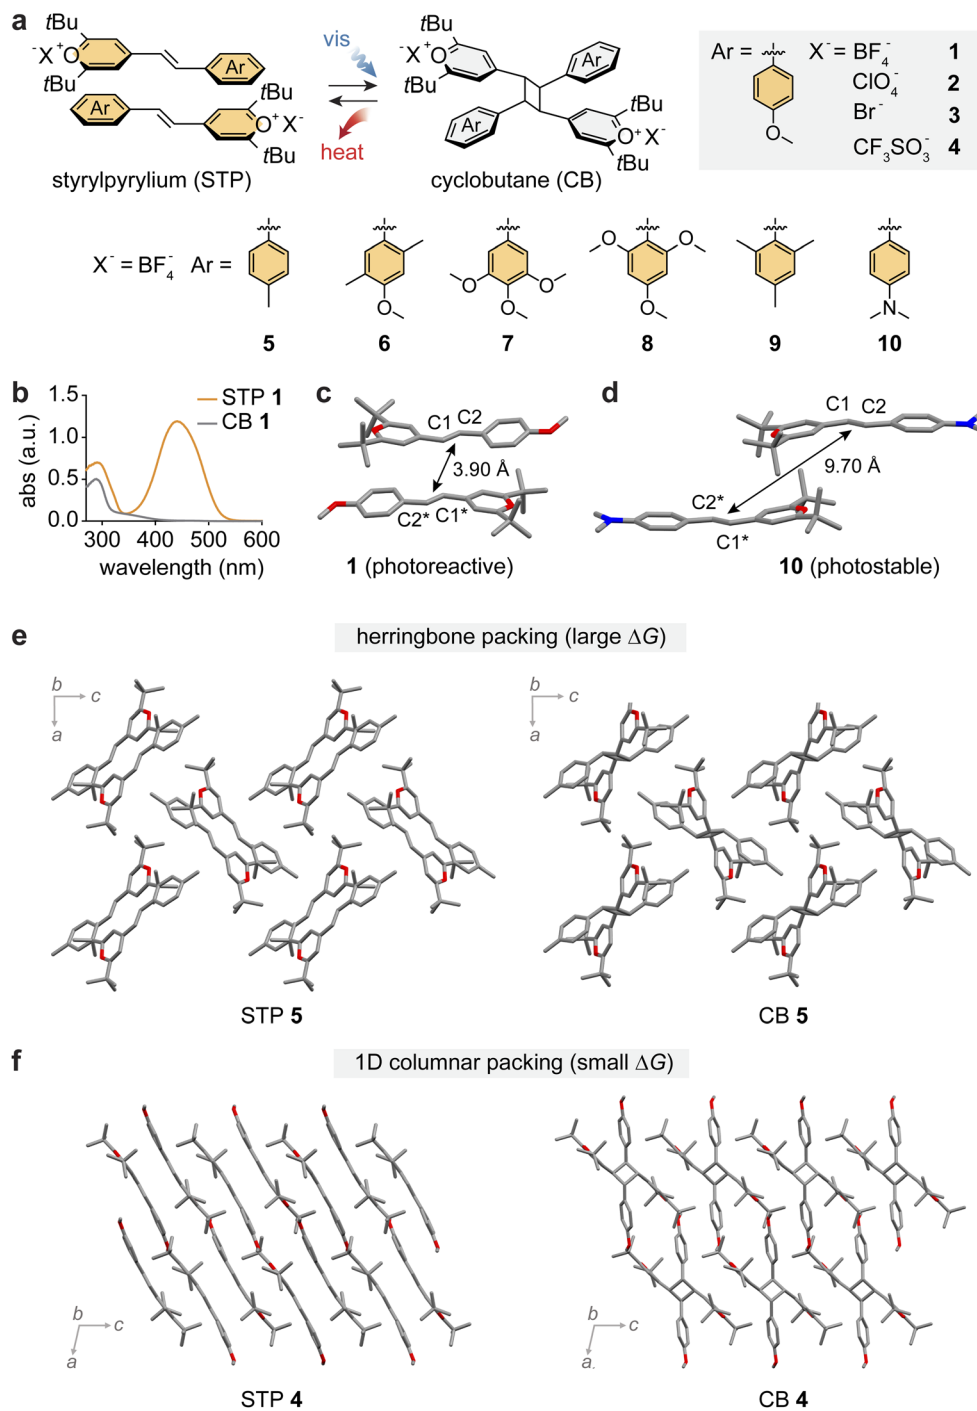 a
tBu
-X+
O
tBu
Ar
Ar
tBu
O+ X-
tBu
styrylpyrylium (STP)
vis
heat
tBu
-X+
O
tBu
Ar
Ar
tBu
O+ X-
tBu
cyclobutane (CB)
Ar =
O
X- = BF4- 1
ClO4- 2
Br- 3
CF3SO3- 4
X- = BF4- Ar =
O
O O
O
O O
O
N
5 6 7 8 9 10
b
abs (a.u.)
1.5
1.0
0.5
0.0
300 400 500 600
wavelength (nm)
STP 1
CB 1
c
C1 C2
3.90 Å
C2* C1*
1 (photoreactive)
d
C1 C2
9.70 Å
C2*
C1*
10 (photostable)
e
herringbone packing (large ΔG)
b
c
a
b
c
a
STP 5
CB 5
f
1D columnar packing (small ΔG)
b
c
a
b
c
a
STP 4
CB 4